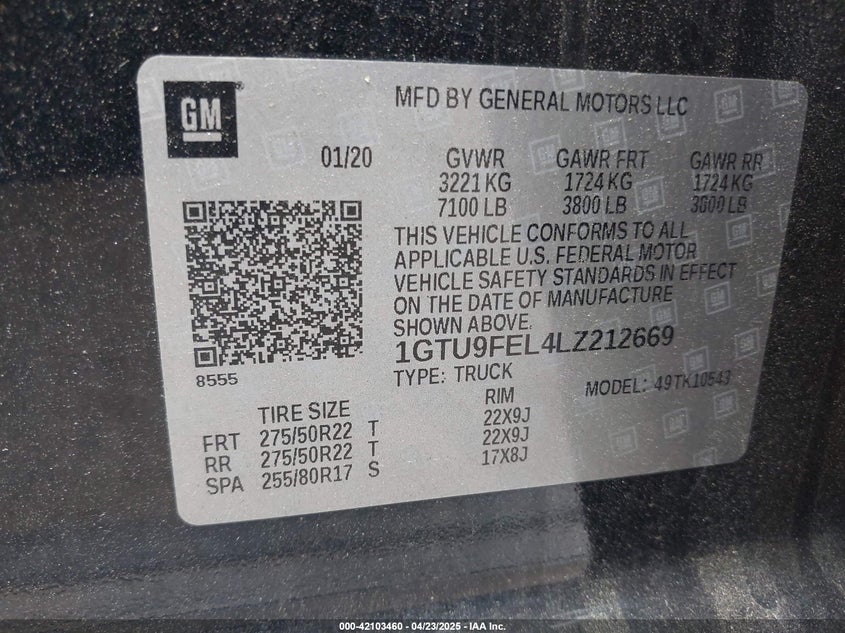 GM
MFD BY GENERAL MOTORS LLC
01/20 GVWR GAWR FRT GAWR RR
3221 KG 1724 KG 1724 KG
7100 LB 3800 LB 3800 LB
THIS VEHICLE CONFORMS TO ALL
APPLICABLE U.S. FEDERAL MOTOR
VEHICLE SAFETY STANDARDS IN EFFECT
ON THE DATE OF MANUFACTURE
SHOWN ABOVE.
1GTU9FEL4LZ212669
8555
TYPE: TRUCK MODEL: 49TK10543
TIRE SIZE RIM
FRT 275/50R22 T 22X9J
RR 275/50R22 T 22X9J
SPA 255/80R17 S 17X8J
000-42103460 - 04/23/2025 - IAA Inc.